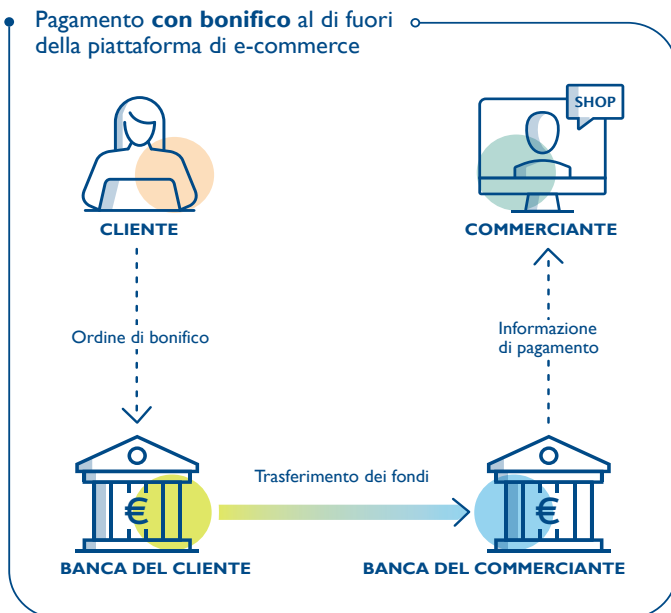 Pagamento con bonifico al di fuori
della piattaforma di e-commerce
SHOP
CLIENTE
COMMERCIANTE
Ordine di bonifico
Informazione
di pagamento
Trasferimento dei fondi
€
€
BANCA DEL CLIENTE
BANCA DEL COMMERCIANTE